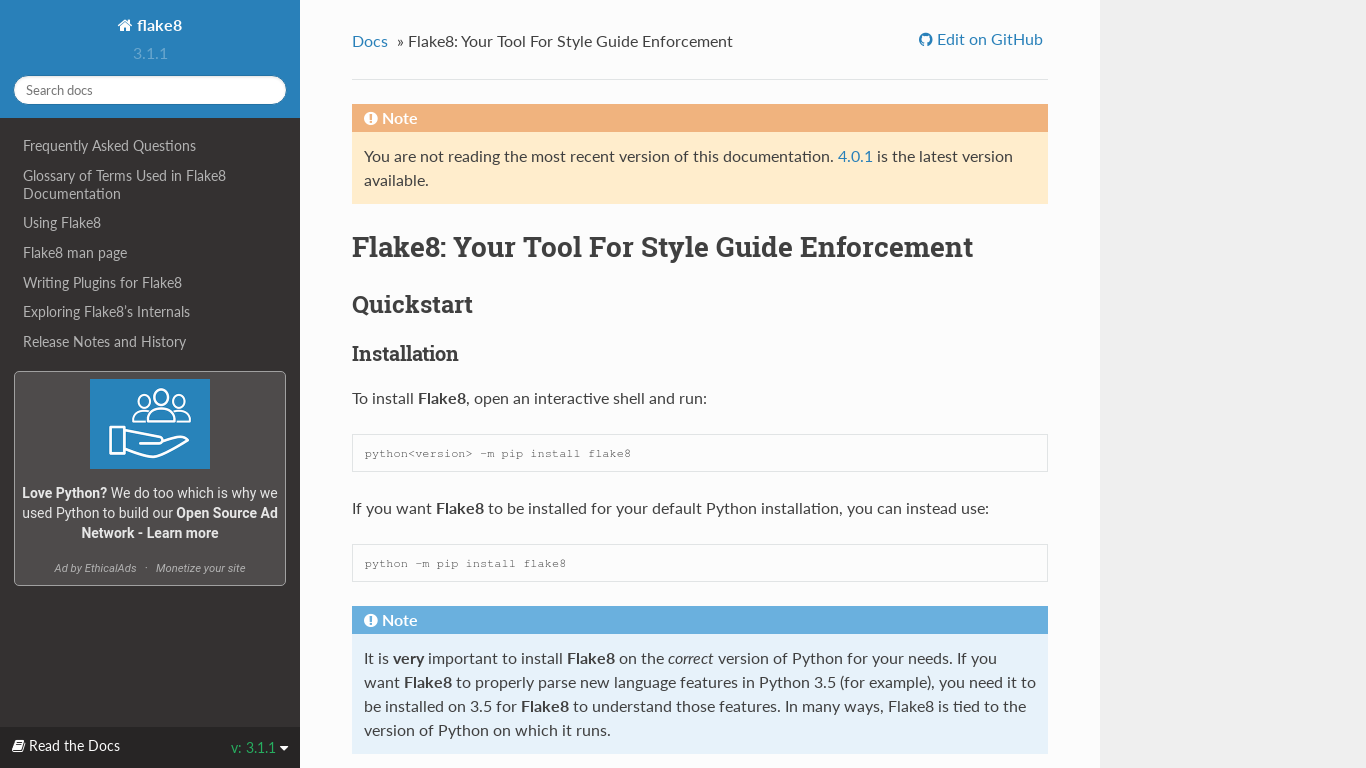 flake8
3.1.1
Search docs
Frequently Asked Questions
Glossary of Terms Used in Flake8
Documentation
Using Flake8
Flake8 man page
Writing Plugins for Flake8
Exploring Flake8's Internals
Release Notes and History
Love Python? We do too which is why we
used Python to build our Open Source Ad
Network - Learn more
Ad by EthicalAds · Monetize your site
Read the Docs
v: 3.1.1
Docs » Flake8: Your Tool For Style Guide Enforcement
Edit on GitHub
Note
You are not reading the most recent version of this documentation. 4.0.1 is the latest version
available.
Flake8: Your Tool For Style Guide Enforcement
Quickstart
Installation
To install Flake8, open an interactive shell and run:
python<version> -m pip install flake8
If you want Flake8 to be installed for your default Python installation, you can instead use:
python -m pip install flake8
Note
It is very important to install Flake8 on the correct version of Python for your needs. If you
want Flake8 to properly parse new language features in Python 3.5 (for example), you need it to
be installed on 3.5 for Flake8 to understand those features. In many ways, Flake8 is tied to the
version of Python on which it runs.